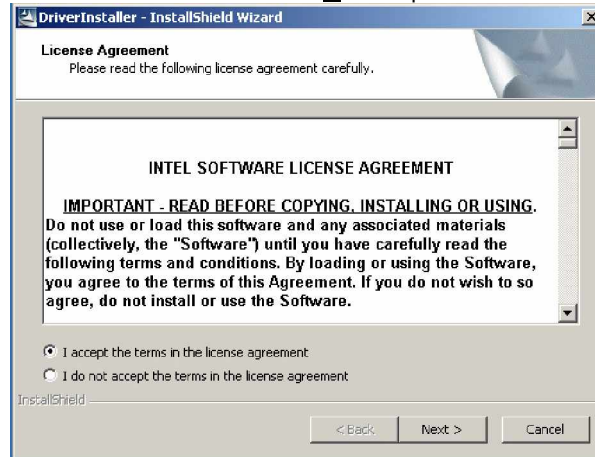 DriverInstaller - InstallShield Wizard
License Agreement
Please read the following license agreement carefully.
INTEL SOFTWARE LICENSE AGREEMENT
IMPORTANT - READ BEFORE COPYING, INSTALLING OR USING.
Do not use or load this software and any associated materials
(collectively, the "Software") until you have carefully read the
following terms and conditions. By loading or using the Software,
you agree to the terms of this Agreement. If you do not wish to so
agree, do not install or use the Software.
I accept the terms in the license agreement
I do not accept the terms in the license agreement
InstallShield
< Back
Next >
Cancel